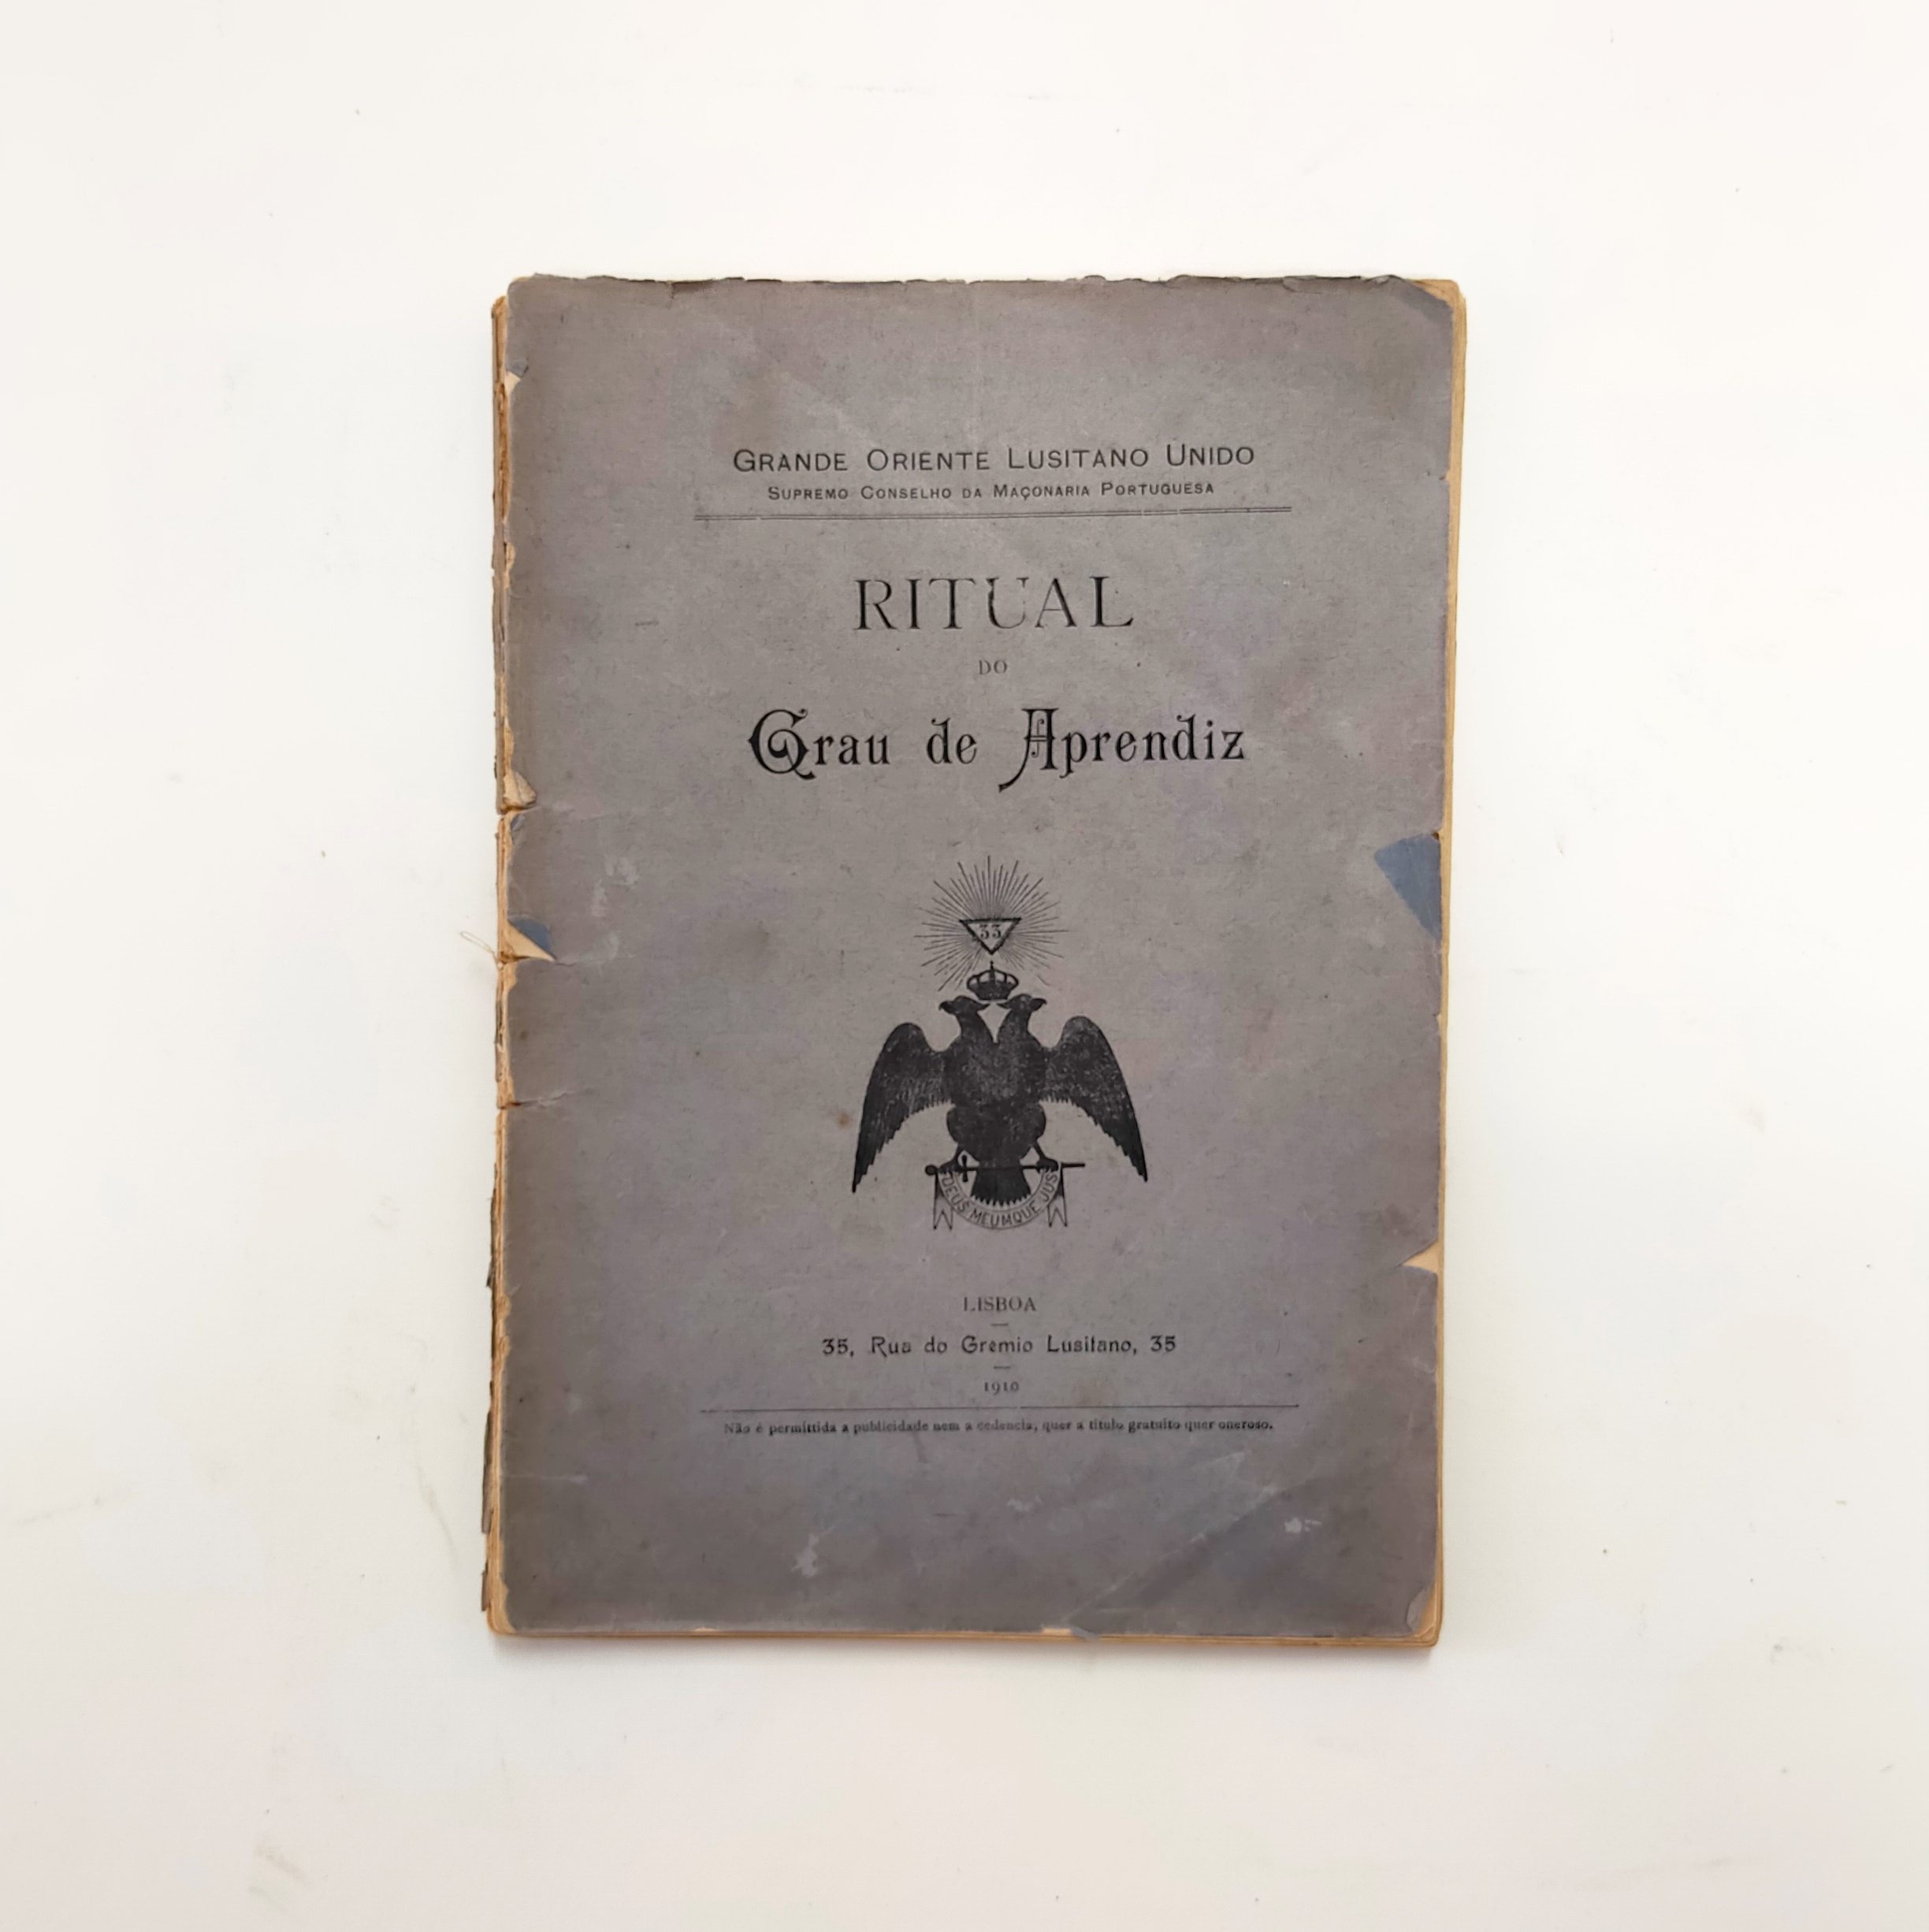 GRANDE ORIENTE LUSITANO UNIDO
SUPREMO CONSELHO DA MAÇONARIA PORTUGUESA
RITUAL
DO
Grau de Aprendiz
33
DEUS MEUMQUE JUS
LISBOA
35, Rua do Gremio Lusitano, 35
1910
Não é permittida a publicidade nem a cedencia, quer a titulo gratuito quer oneroso.